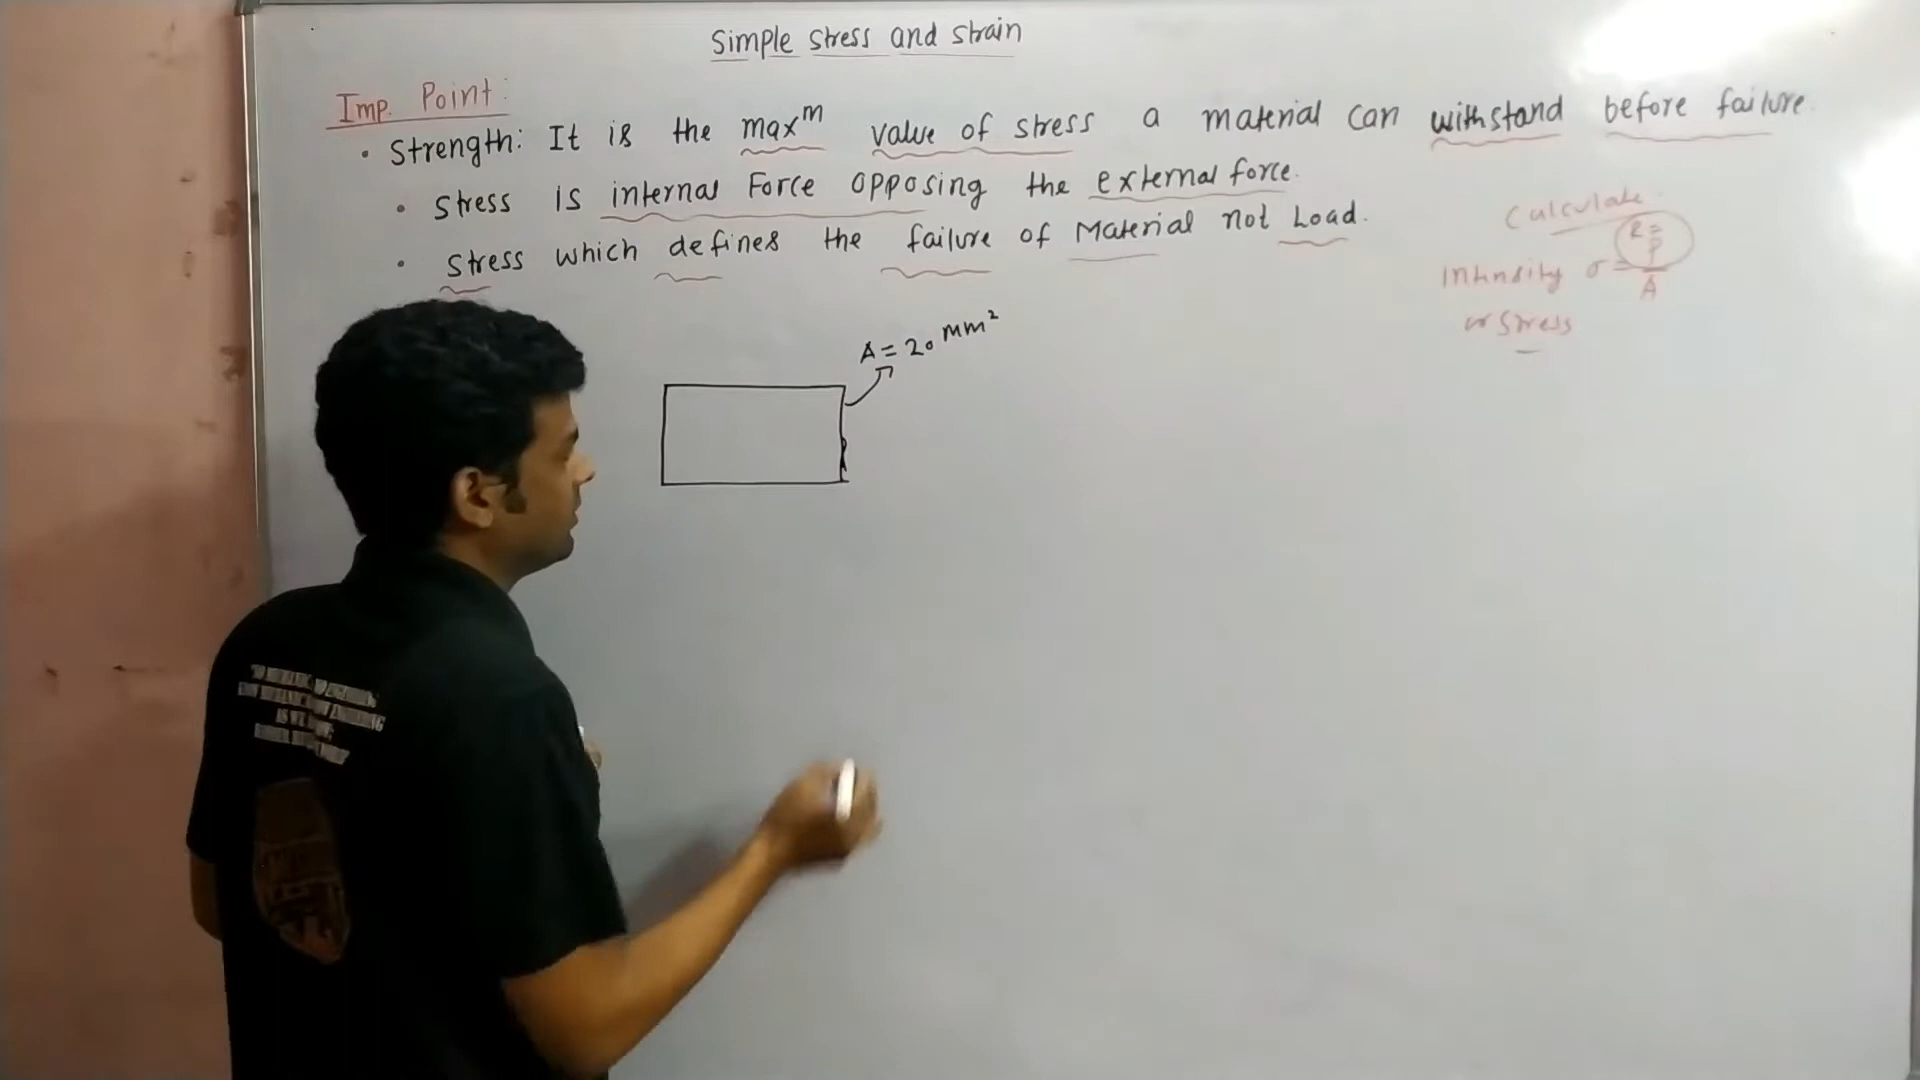 Simple stress and strain
Imp. Point:
• Strength: It is the maxᵐ value of stress a material can withstand before failure.
• Stress is internal Force opposing the external force.
• Stress which defines the failure of Material not Load.
Calculate
R=
Intensity σ = P/A
or Stress
A = 20 mm²